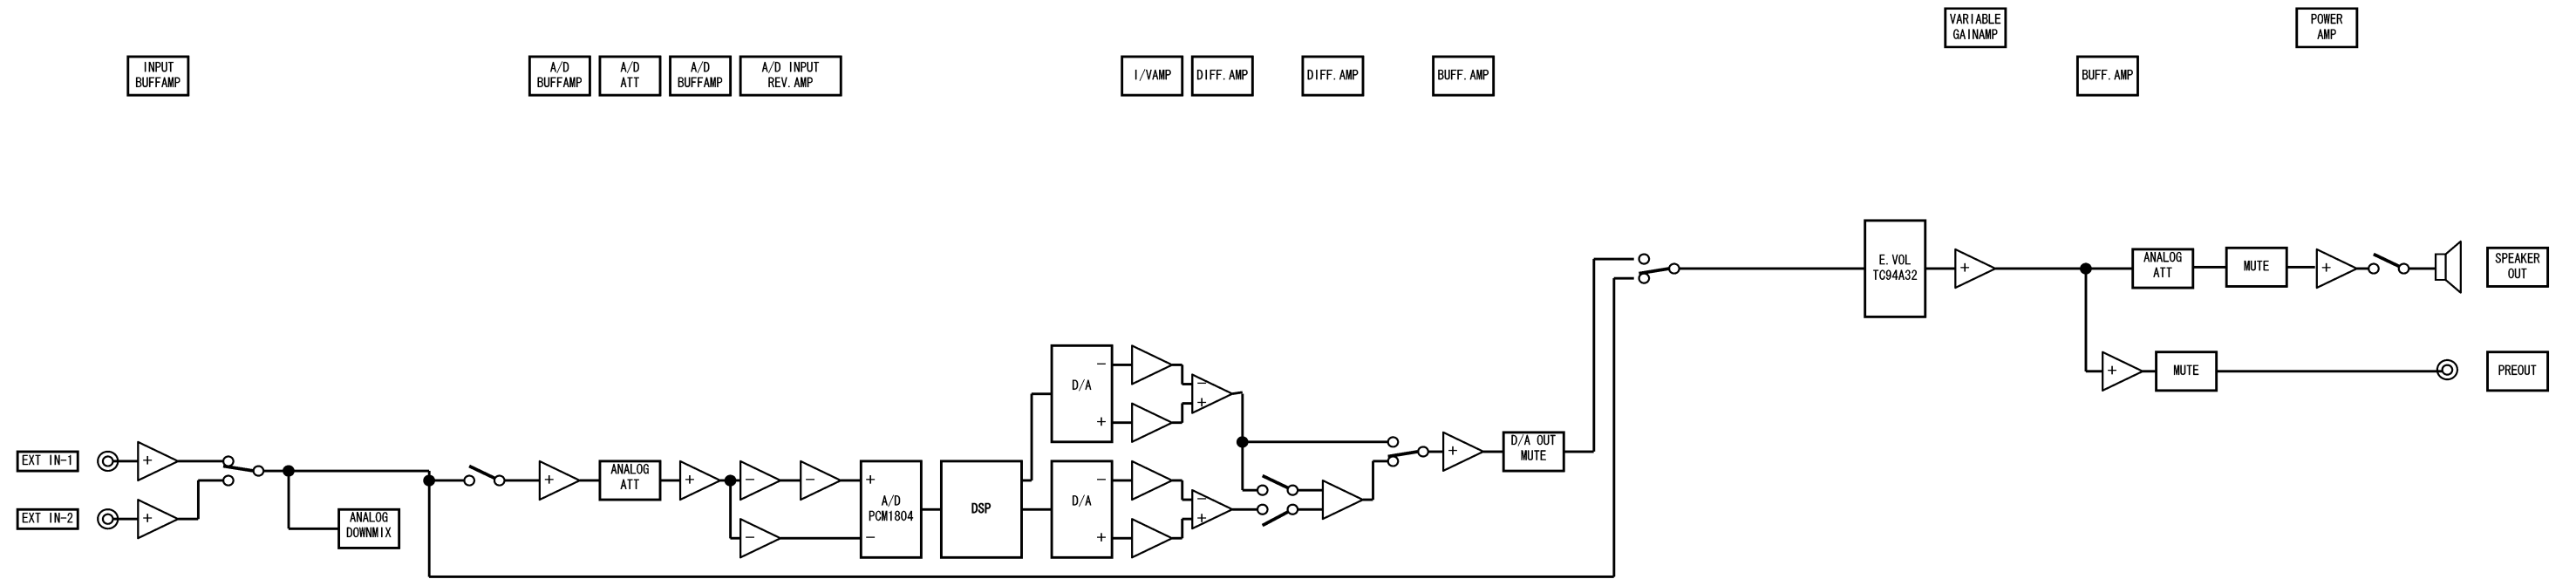 VARIABLE
GAINAMP
POWER
AMP
INPUT
BUFFAMP
A/D
BUFFAMP
A/D
ATT
A/D
BUFFAMP
A/D INPUT
REV.AMP
I/VAMP
DIFF.AMP
DIFF.AMP
BUFF.AMP
BUFF.AMP
E.VOL
TC94A32
+
ANALOG
ATT
MUTE
+
SPEAKER
OUT
+
MUTE
PREOUT
D/A
−
+
−
+
EXT IN-1
+
EXT IN-2
+
ANALOG
DOWNMIX
+
ANALOG
ATT
+
−
−
−
+
A/D
PCM1804
−
DSP
−
D/A
+
−
+
+
D/A OUT
MUTE